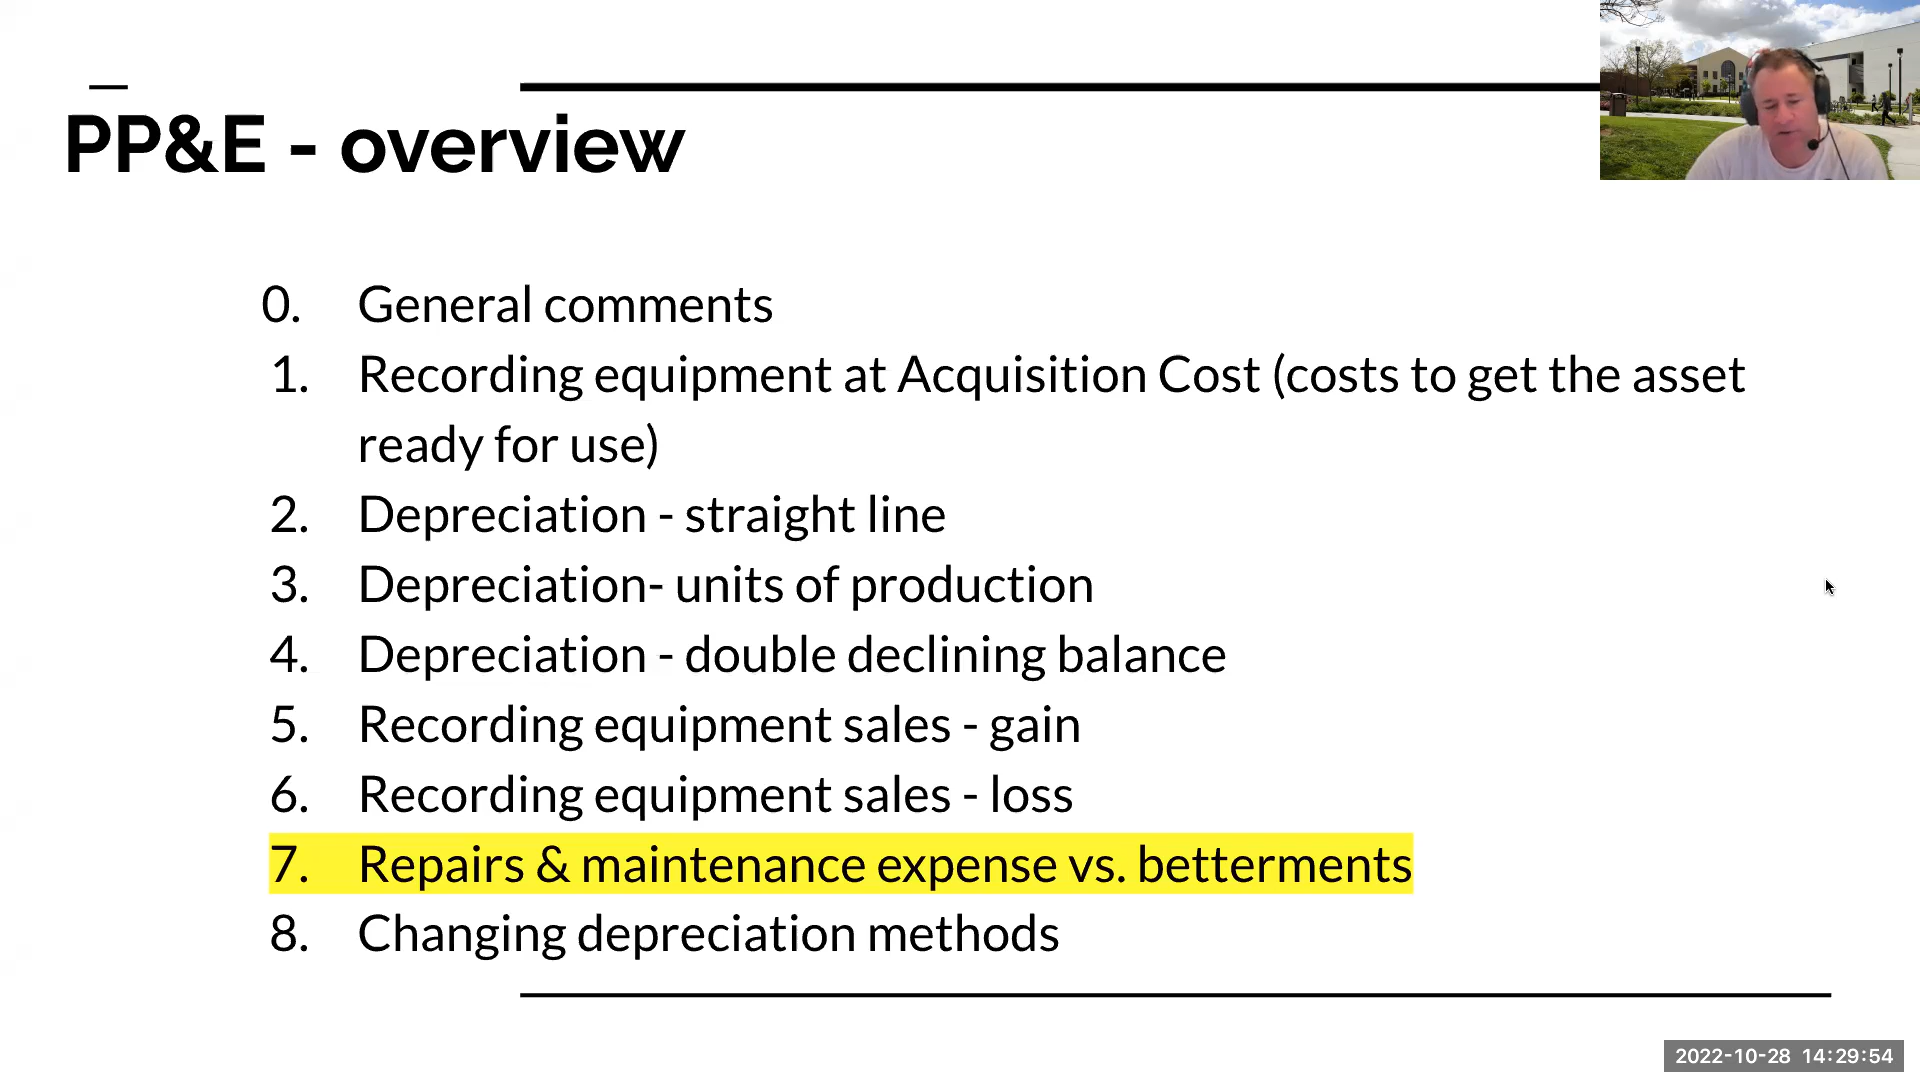 PP&E - overview
0. General comments
1. Recording equipment at Acquisition Cost (costs to get the asset
ready for use)
2. Depreciation - straight line
3. Depreciation- units of production
4. Depreciation - double declining balance
5. Recording equipment sales - gain
6. Recording equipment sales - loss
7. Repairs & maintenance expense vs. betterments
8. Changing depreciation methods
2022-10-28 14:29:54